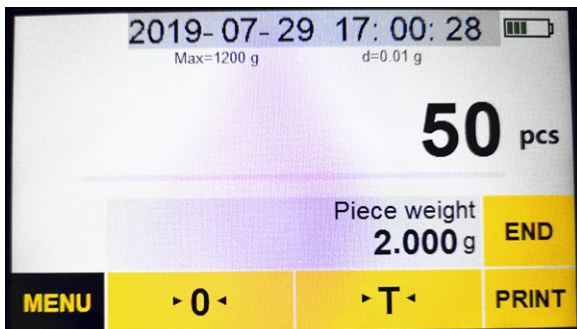 2019-07-29 17:00:28
Max=1200 g d=0.01 g
50 pcs
Piece weight
2.000 g
END
MENU ►0◄ ►T◄ PRINT